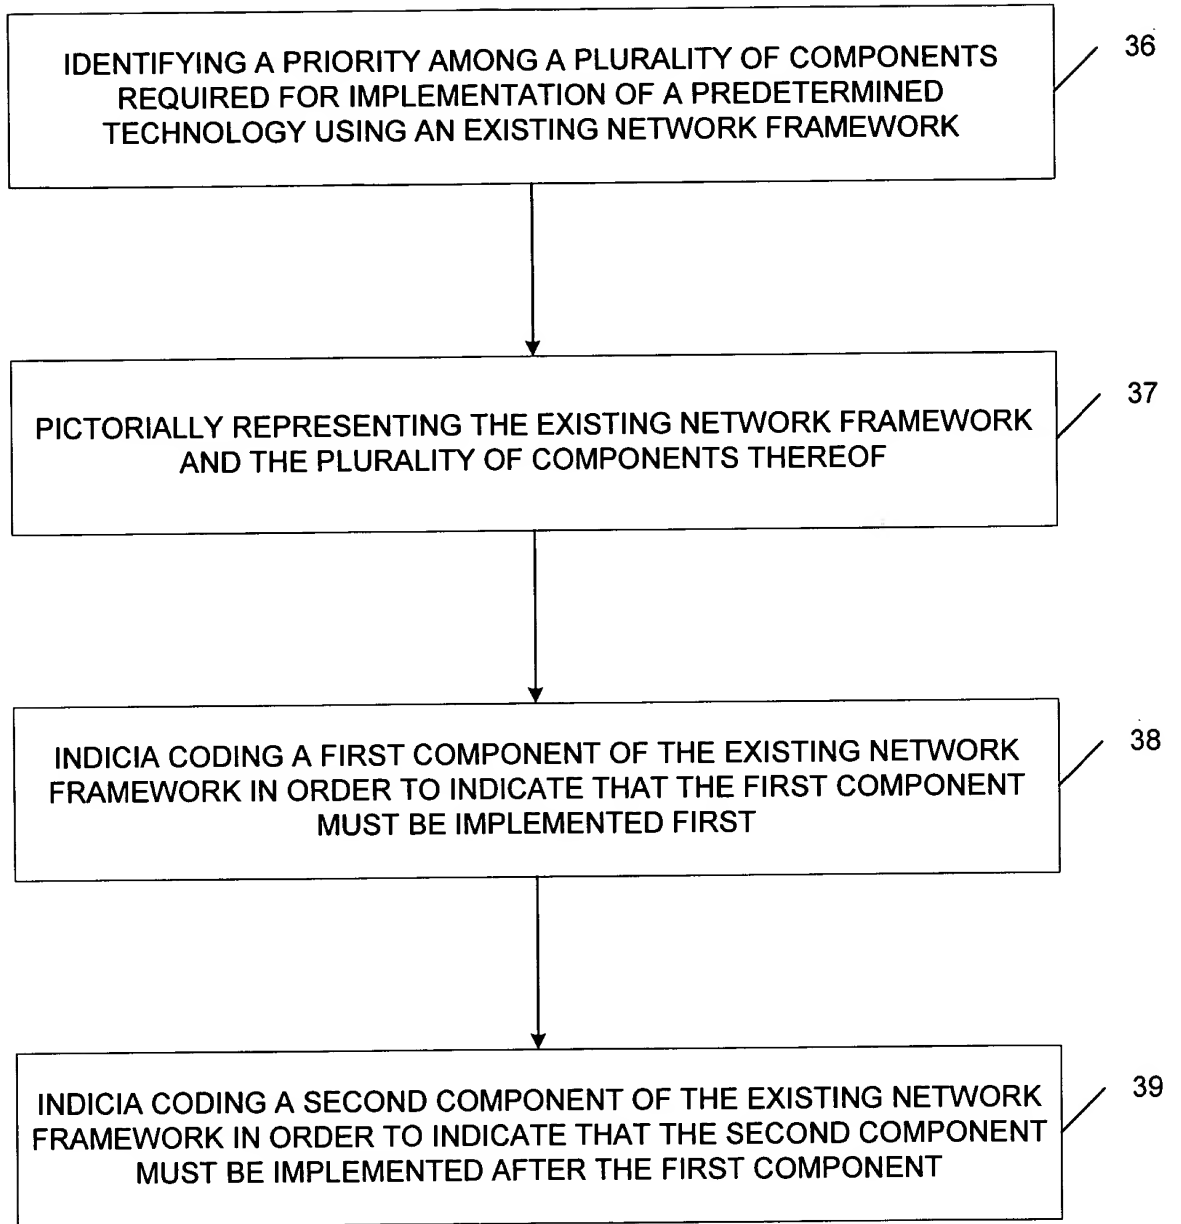 IDENTIFYING A PRIORITY AMONG A PLURALITY OF COMPONENTS
REQUIRED FOR IMPLEMENTATION OF A PREDETERMINED
TECHNOLOGY USING AN EXISTING NETWORK FRAMEWORK
36
PICTORIALLY REPRESENTING THE EXISTING NETWORK FRAMEWORK
AND THE PLURALITY OF COMPONENTS THEREOF
37
INDICIA CODING A FIRST COMPONENT OF THE EXISTING NETWORK
FRAMEWORK IN ORDER TO INDICATE THAT THE FIRST COMPONENT
MUST BE IMPLEMENTED FIRST
38
INDICIA CODING A SECOND COMPONENT OF THE EXISTING NETWORK
FRAMEWORK IN ORDER TO INDICATE THAT THE SECOND COMPONENT
MUST BE IMPLEMENTED AFTER THE FIRST COMPONENT
39